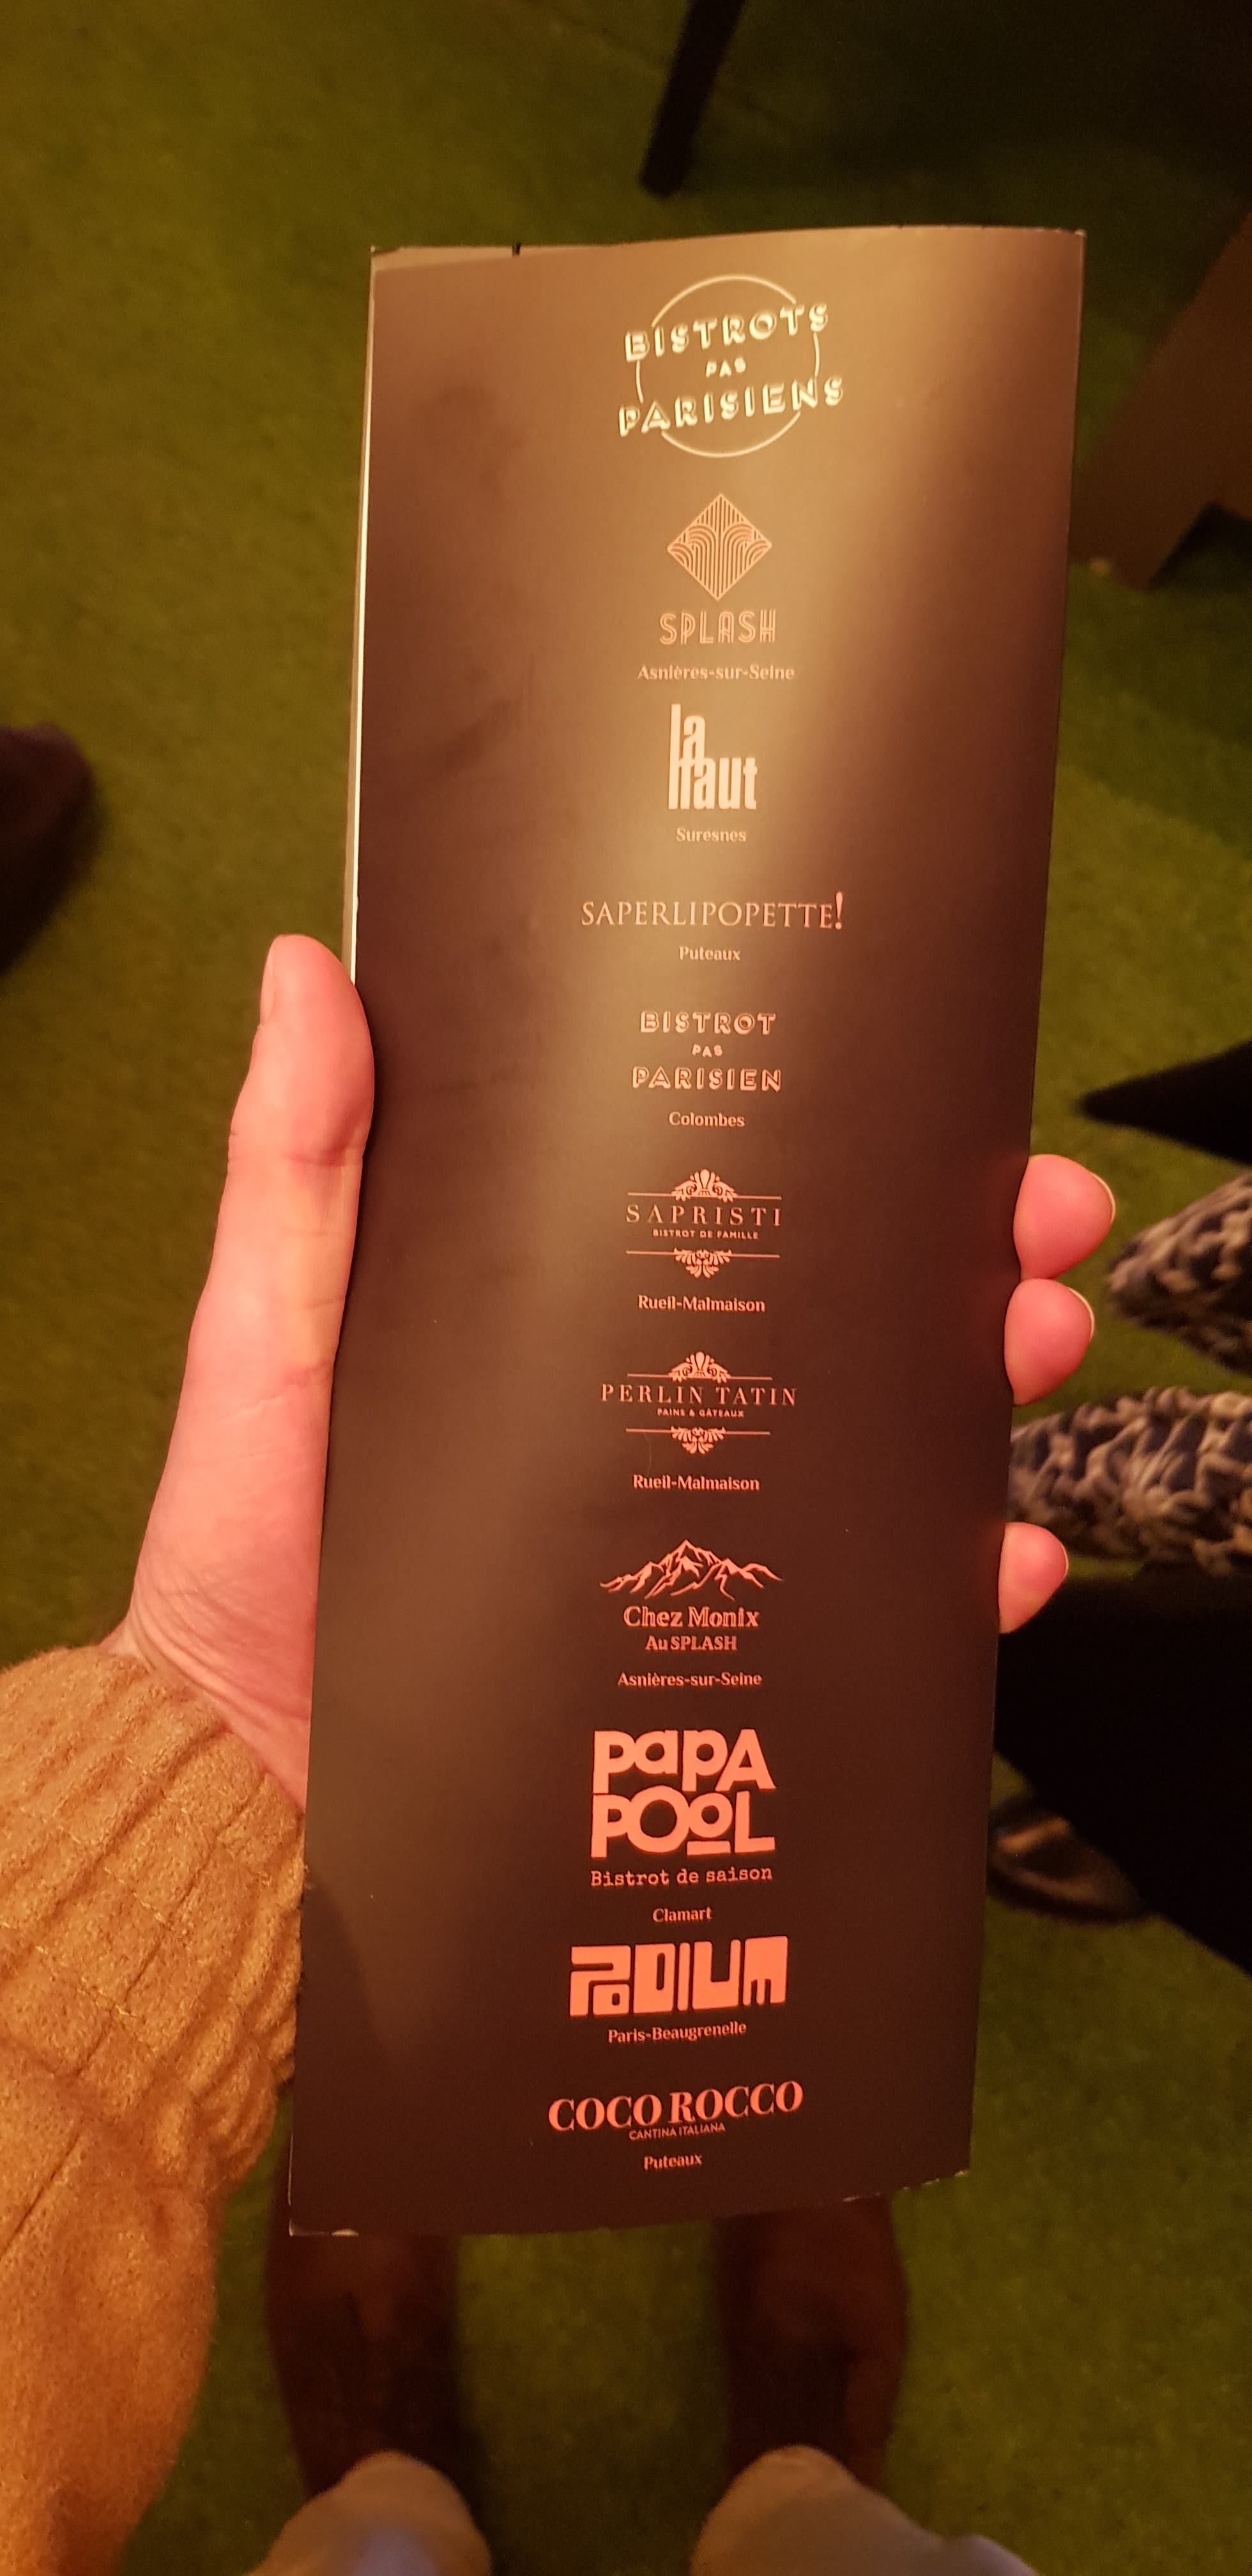 BISTROTS
PAS
PARISIENS
SPLASH
Asnières-sur-Seine
la
Haut
Suresnes
SAPERLIPOPETTE!
Puteaux
BISTROT
PAS
PARISIEN
Colombes
SAPRISTI
BISTROT DE FAMILLE
Rueil-Malmaison
PERLIN TATIN
PAINS & GÂTEAUX
Rueil-Malmaison
Chez Monix
Au SPLASH
Asnières-sur-Seine
PapA
POoL
Bistrot de saison
Clamart
PODIUM
Paris-Beaugrenelle
COCO ROCCO
CANTINA ITALIANA
Puteaux